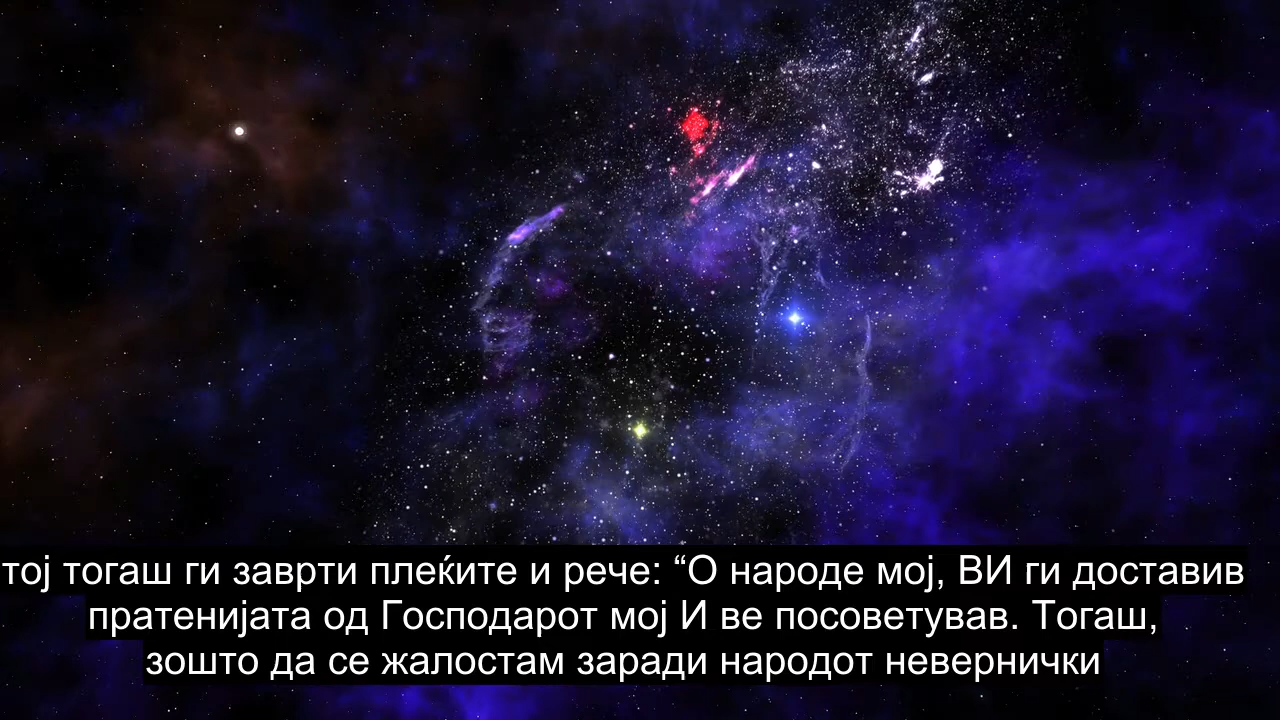 тој тогаш ги заврти плеќите и рече: “О народе мој, ВИ ги доставив
пратенијата од Господарот мој И ве посоветував. Тогаш,
зошто да се жалостам заради народот невернички